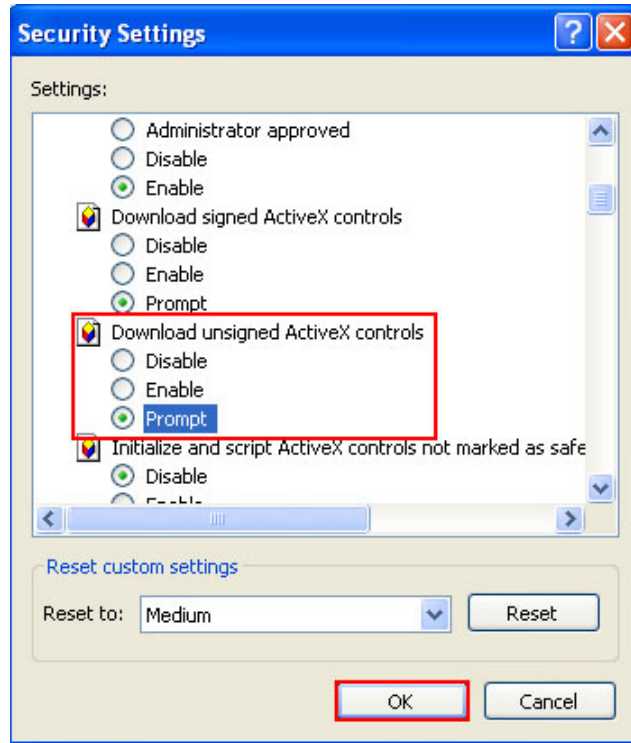 Security Settings
Settings:
Administrator approved
Disable
Enable
Download signed ActiveX controls
Disable
Enable
Prompt
Download unsigned ActiveX controls
Disable
Enable
Prompt
Initialize and script ActiveX controls not marked as safe
Disable
Enable
Reset custom settings
Reset to: Medium Reset
OK Cancel